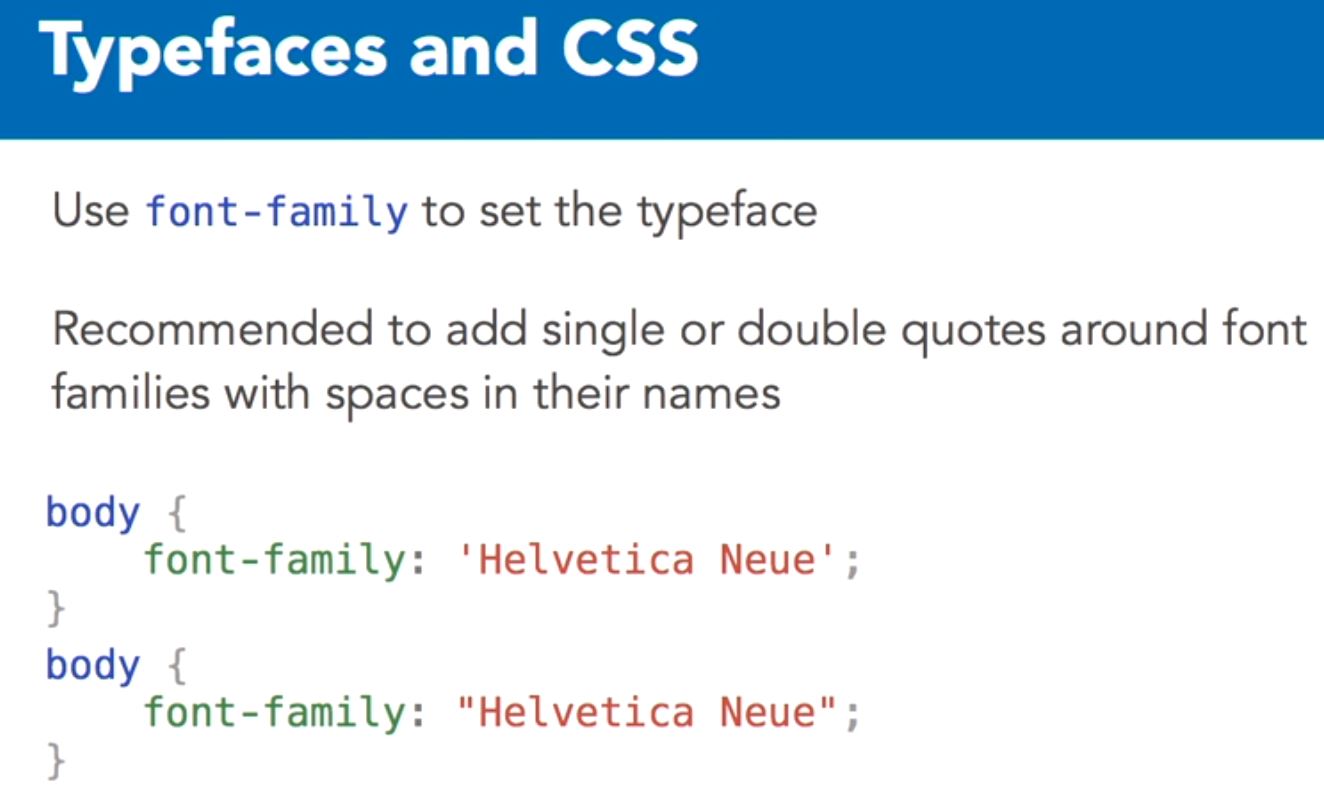 Typefaces and CSS
Use font-family to set the typeface
Recommended to add single or double quotes around font
families with spaces in their names
body {
    font-family: 'Helvetica Neue';
}
body {
    font-family: "Helvetica Neue";
}